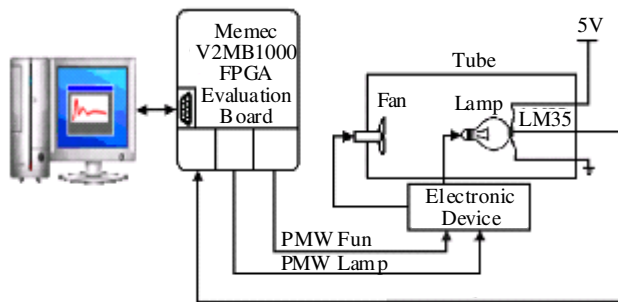 Memec
V2MB1000
FPGA
Evaluation
Board
5V
Tube
Fan
Lamp
LM35
Electronic
Device
PMW Fun
PMW Lamp